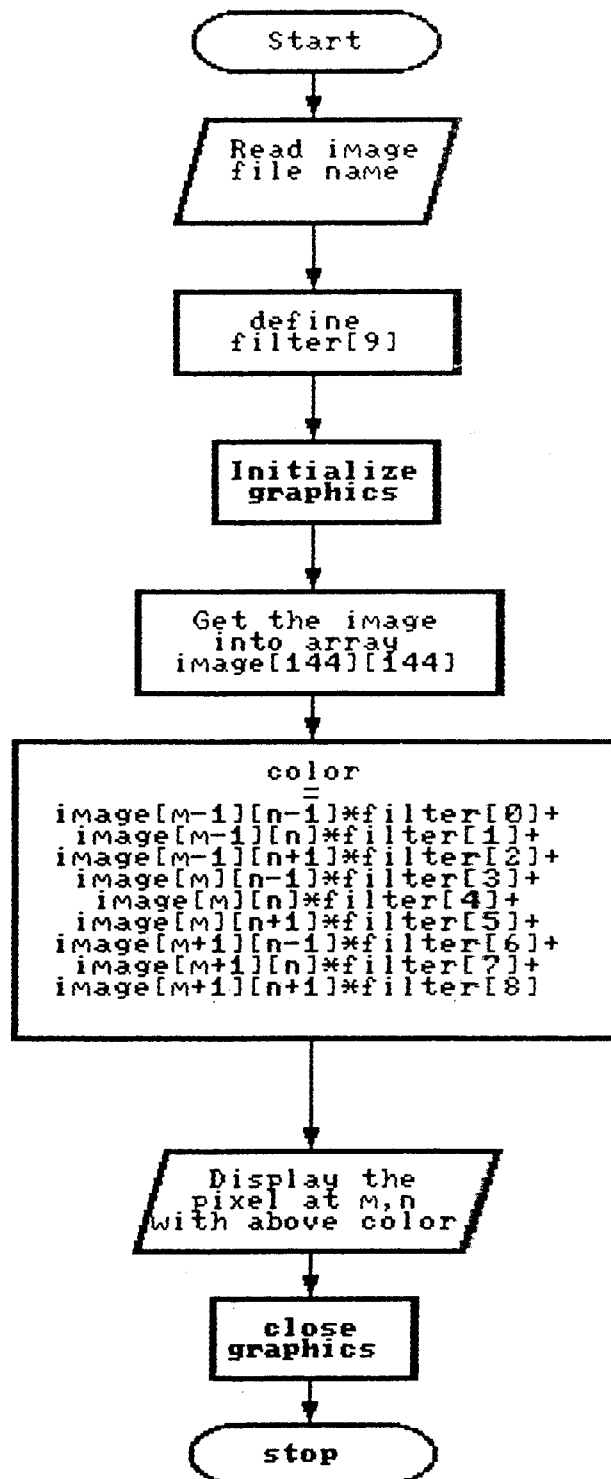 Start
Read image
file name
define
filter[9]
Initialize
graphics
Get the image
into array
image[144][144]
color
=
image[m-1][n-1]*filter[0]+
image[m-1][n]*filter[1]+
image[m-1][n+1]*filter[2]+
image[m][n-1]*filter[3]+
image[m][n]*filter[4]+
image[m][n+1]*filter[5]+
image[m+1][n-1]*filter[6]+
image[m+1][n]*filter[7]+
image[m+1][n+1]*filter[8]
Display the
pixel at m,n
with above color
close
graphics
stop